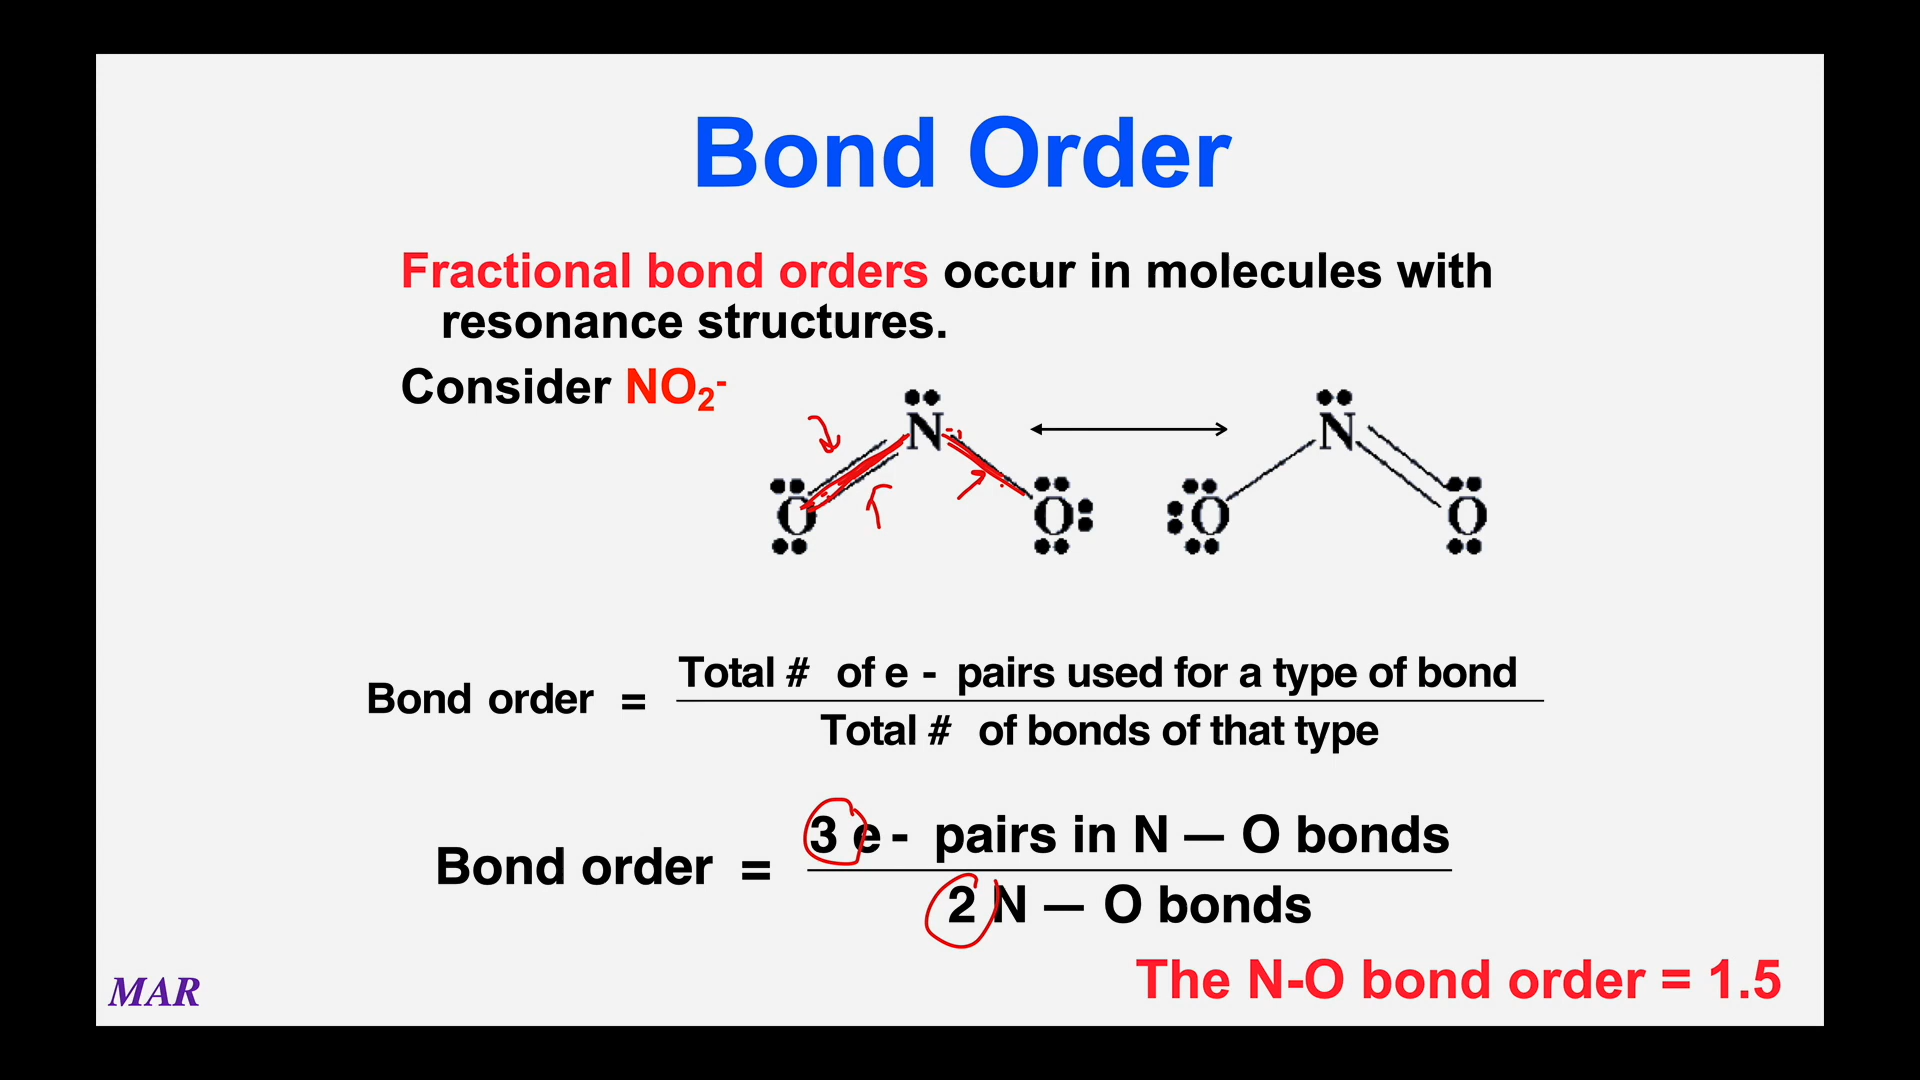 Bond Order
Fractional bond orders occur in molecules with
resonance structures.
Consider NO₂⁻
N N
O O: :O O
Bond order = Total # of e - pairs used for a type of bond
Total # of bonds of that type
Bond order = 3 e - pairs in N — O bonds
2 N — O bonds
The N-O bond order = 1.5
MAR